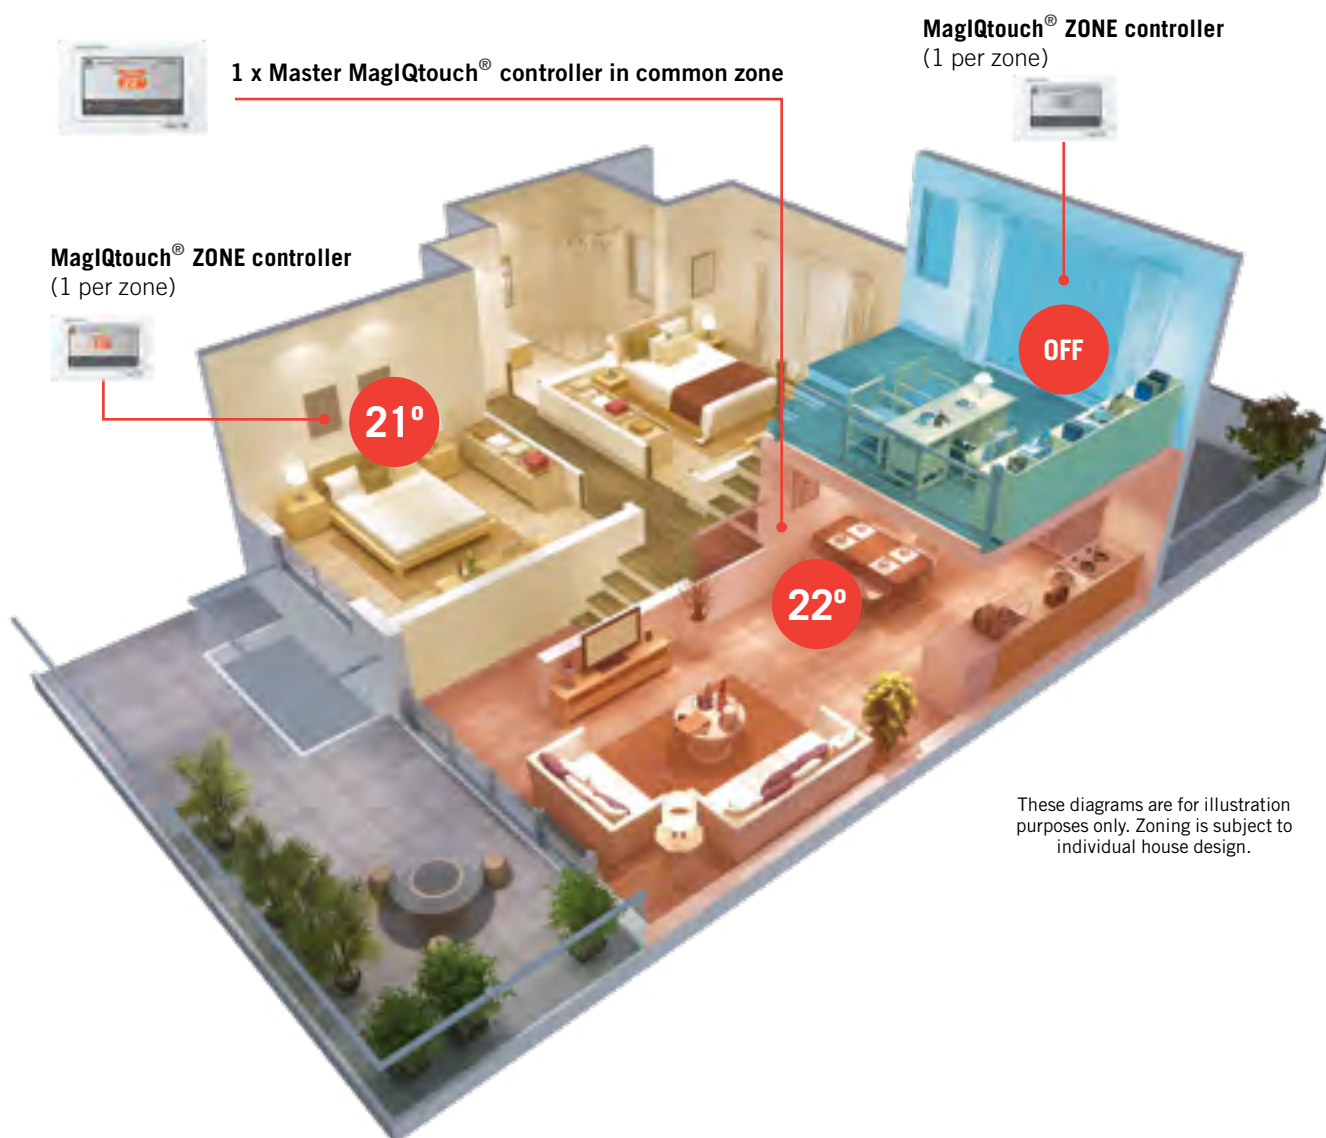 MagIQtouch® ZONE controller
(1 per zone)
1 x Master MagIQtouch® controller in common zone
MagIQtouch® ZONE controller
(1 per zone)
OFF
21º
22º
These diagrams are for illustration
purposes only. Zoning is subject to
individual house design.